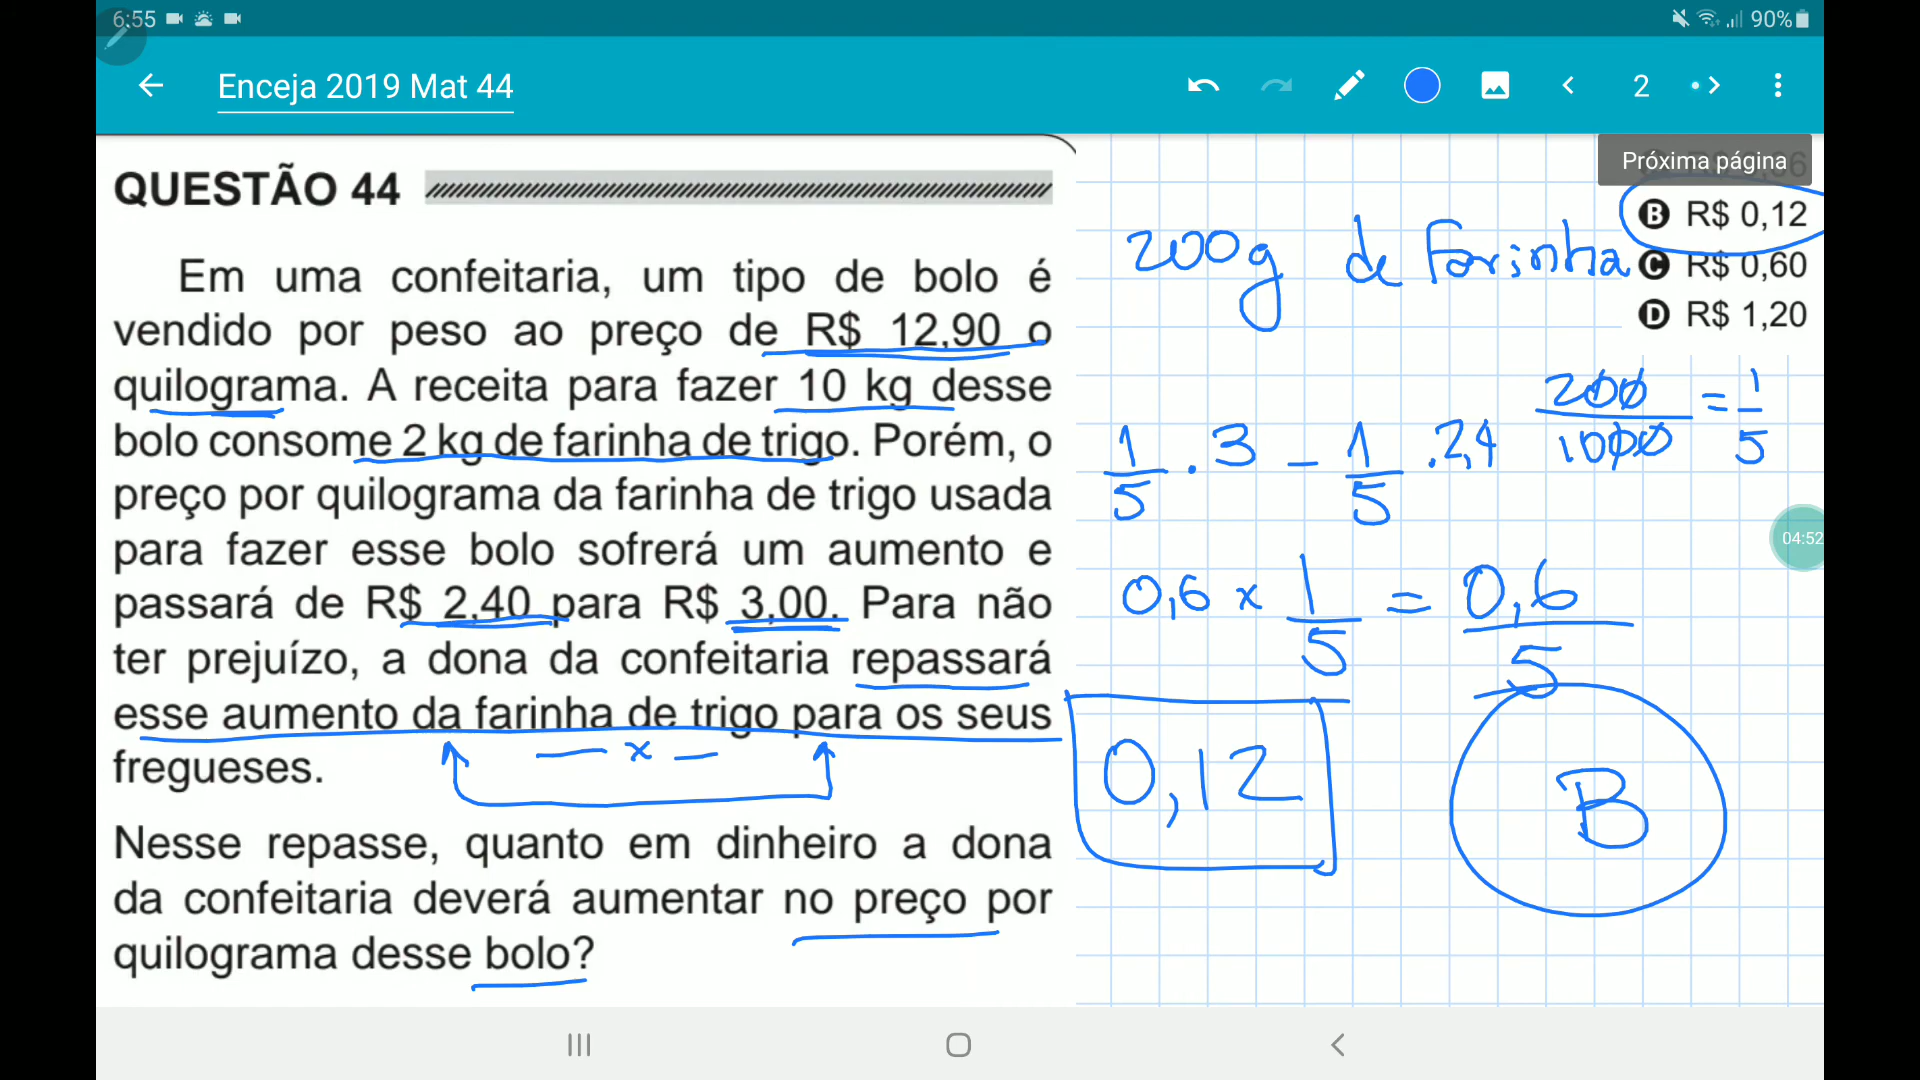 6:55
90%
Enceja 2019 Mat 44
2
Próxima página
QUESTÃO 44
Em uma confeitaria, um tipo de bolo é
vendido por peso ao preço de R$ 12,90 o
quilograma. A receita para fazer 10 kg desse
bolo consome 2 kg de farinha de trigo. Porém, o
preço por quilograma da farinha de trigo usada
para fazer esse bolo sofrerá um aumento e
passará de R$ 2,40 para R$ 3,00. Para não
ter prejuízo, a dona da confeitaria repassará
esse aumento da farinha de trigo para os seus
fregueses.
— x —
Nesse repasse, quanto em dinheiro a dona
da confeitaria deverá aumentar no preço por
quilograma desse bolo?
B R$ 0,12
C R$ 0,60
D R$ 1,20
200g de Farinha
200/1000 = 1/5
1/5 . 3 - 1/5 . 2,4
04:52
0,6 x 1/5 = 0,6/5
0,12
B